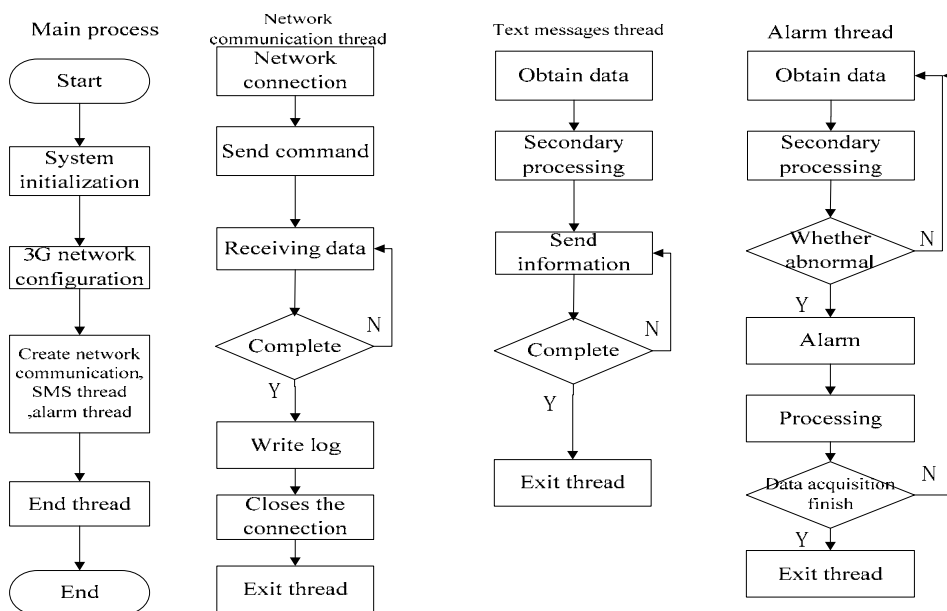 Main process
Start
System
initialization
3G network
configuration
Create network
communication,
SMS thread
,alarm thread
End thread
End
Network
communication thread
Network
connection
Send command
Receiving data
N
Complete
Y
Write log
Closes the
connection
Exit thread
Text messages thread
Obtain data
Secondary
processing
Send
information
N
Complete
Y
Exit thread
Alarm thread
Obtain data
Secondary
processing
N
Whether
abnormal
Y
Alarm
Processing
N
Data acquisition
finish
Y
Exit thread